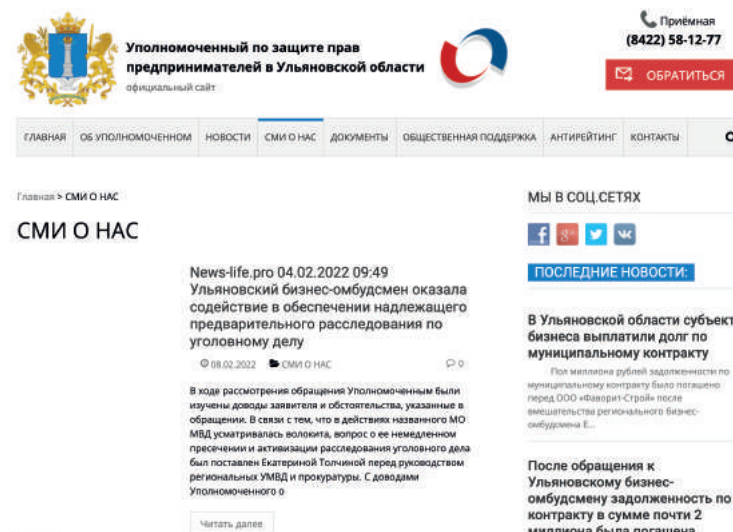 Уполномоченный по защите прав
предпринимателей в Ульяновской области
официальный сайт
Приёмная
(8422) 58-12-77
ОБРАТИТЬСЯ
ГЛАВНАЯ ОБ УПОЛНОМОЧЕННОМ НОВОСТИ СМИ О НАС ДОКУМЕНТЫ ОБЩЕСТВЕННАЯ ПОДДЕРЖКА АНТИРЕЙТИНГ КОНТАКТЫ
Главная > СМИ О НАС
СМИ О НАС
News-life.pro 04.02.2022 09:49
Ульяновский бизнес-омбудсмен оказала
содействие в обеспечении надлежащего
предварительного расследования по
уголовному делу
08.02.2022 СМИ О НАС 0
В ходе рассмотрения обращения Уполномоченным были
изучены доводы заявителя и обстоятельства, указанные в
обращении. В связи с тем, что в действиях названного МО
МВД усматривалась волокита, вопрос о ее немедленном
пресечении и активизации расследования уголовного дела
был поставлен Екатериной Толчиной перед руководством
региональных УМВД и прокуратуры. С доводами
Уполномоченного о
Читать далее
МЫ В СОЦ.СЕТЯХ
ПОСЛЕДНИЕ НОВОСТИ:
В Ульяновской области субъект
бизнеса выплатили долг по
муниципальному контракту
Пол миллиона рублей задолженности по
муниципальному контракту было погашено
перед ООО «Фаворит-Строй» после
вмешательства регионального бизнес-
омбудсмена Е...
После обращения к
Ульяновскому бизнес-
омбудсмену задолженность по
контракту в сумме почти 2
миллиона была погашена